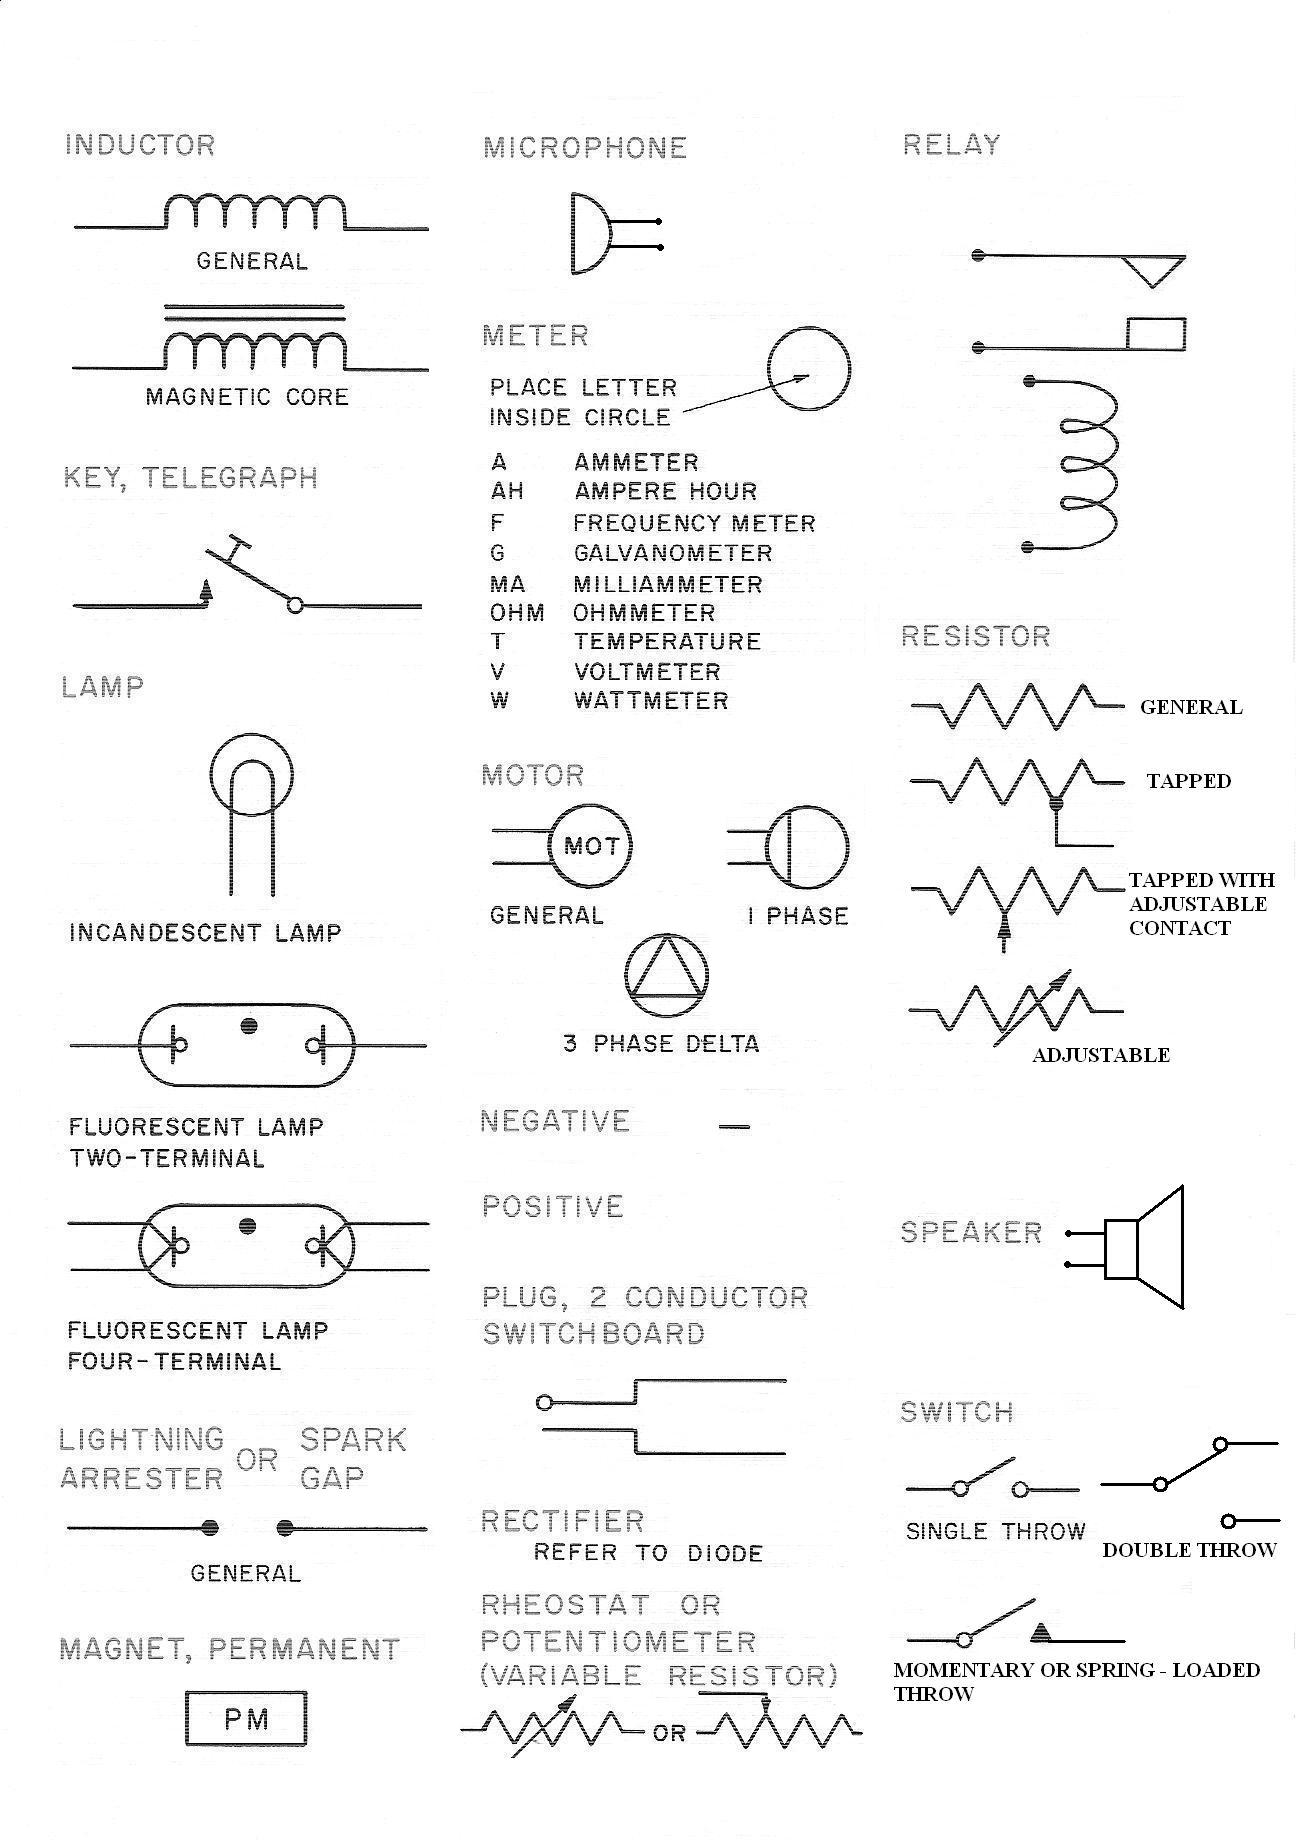 INDUCTOR
GENERAL
MAGNETIC CORE
KEY, TELEGRAPH
LAMP
INCANDESCENT LAMP
FLUORESCENT LAMP
TWO-TERMINAL
FLUORESCENT LAMP
FOUR-TERMINAL
LIGHTNING OR SPARK
ARRESTER GAP
GENERAL
MAGNET, PERMANENT
PM
MICROPHONE
METER
PLACE LETTER
INSIDE CIRCLE
A AMMETER
AH AMPERE HOUR
F FREQUENCY METER
G GALVANOMETER
MA MILLIAMMETER
OHM OHMMETER
T TEMPERATURE
V VOLTMETER
W WATTMETER
MOTOR
MOT
GENERAL 1 PHASE
3 PHASE DELTA
NEGATIVE —
POSITIVE
PLUG, 2 CONDUCTOR
SWITCHBOARD
RECTIFIER
REFER TO DIODE
RHEOSTAT OR
POTENTIOMETER
(VARIABLE RESISTOR)
OR
RELAY
RESISTOR
GENERAL
TAPPED
TAPPED WITH
ADJUSTABLE
CONTACT
ADJUSTABLE
SPEAKER
SWITCH
SINGLE THROW
DOUBLE THROW
MOMENTARY OR SPRING - LOADED
THROW